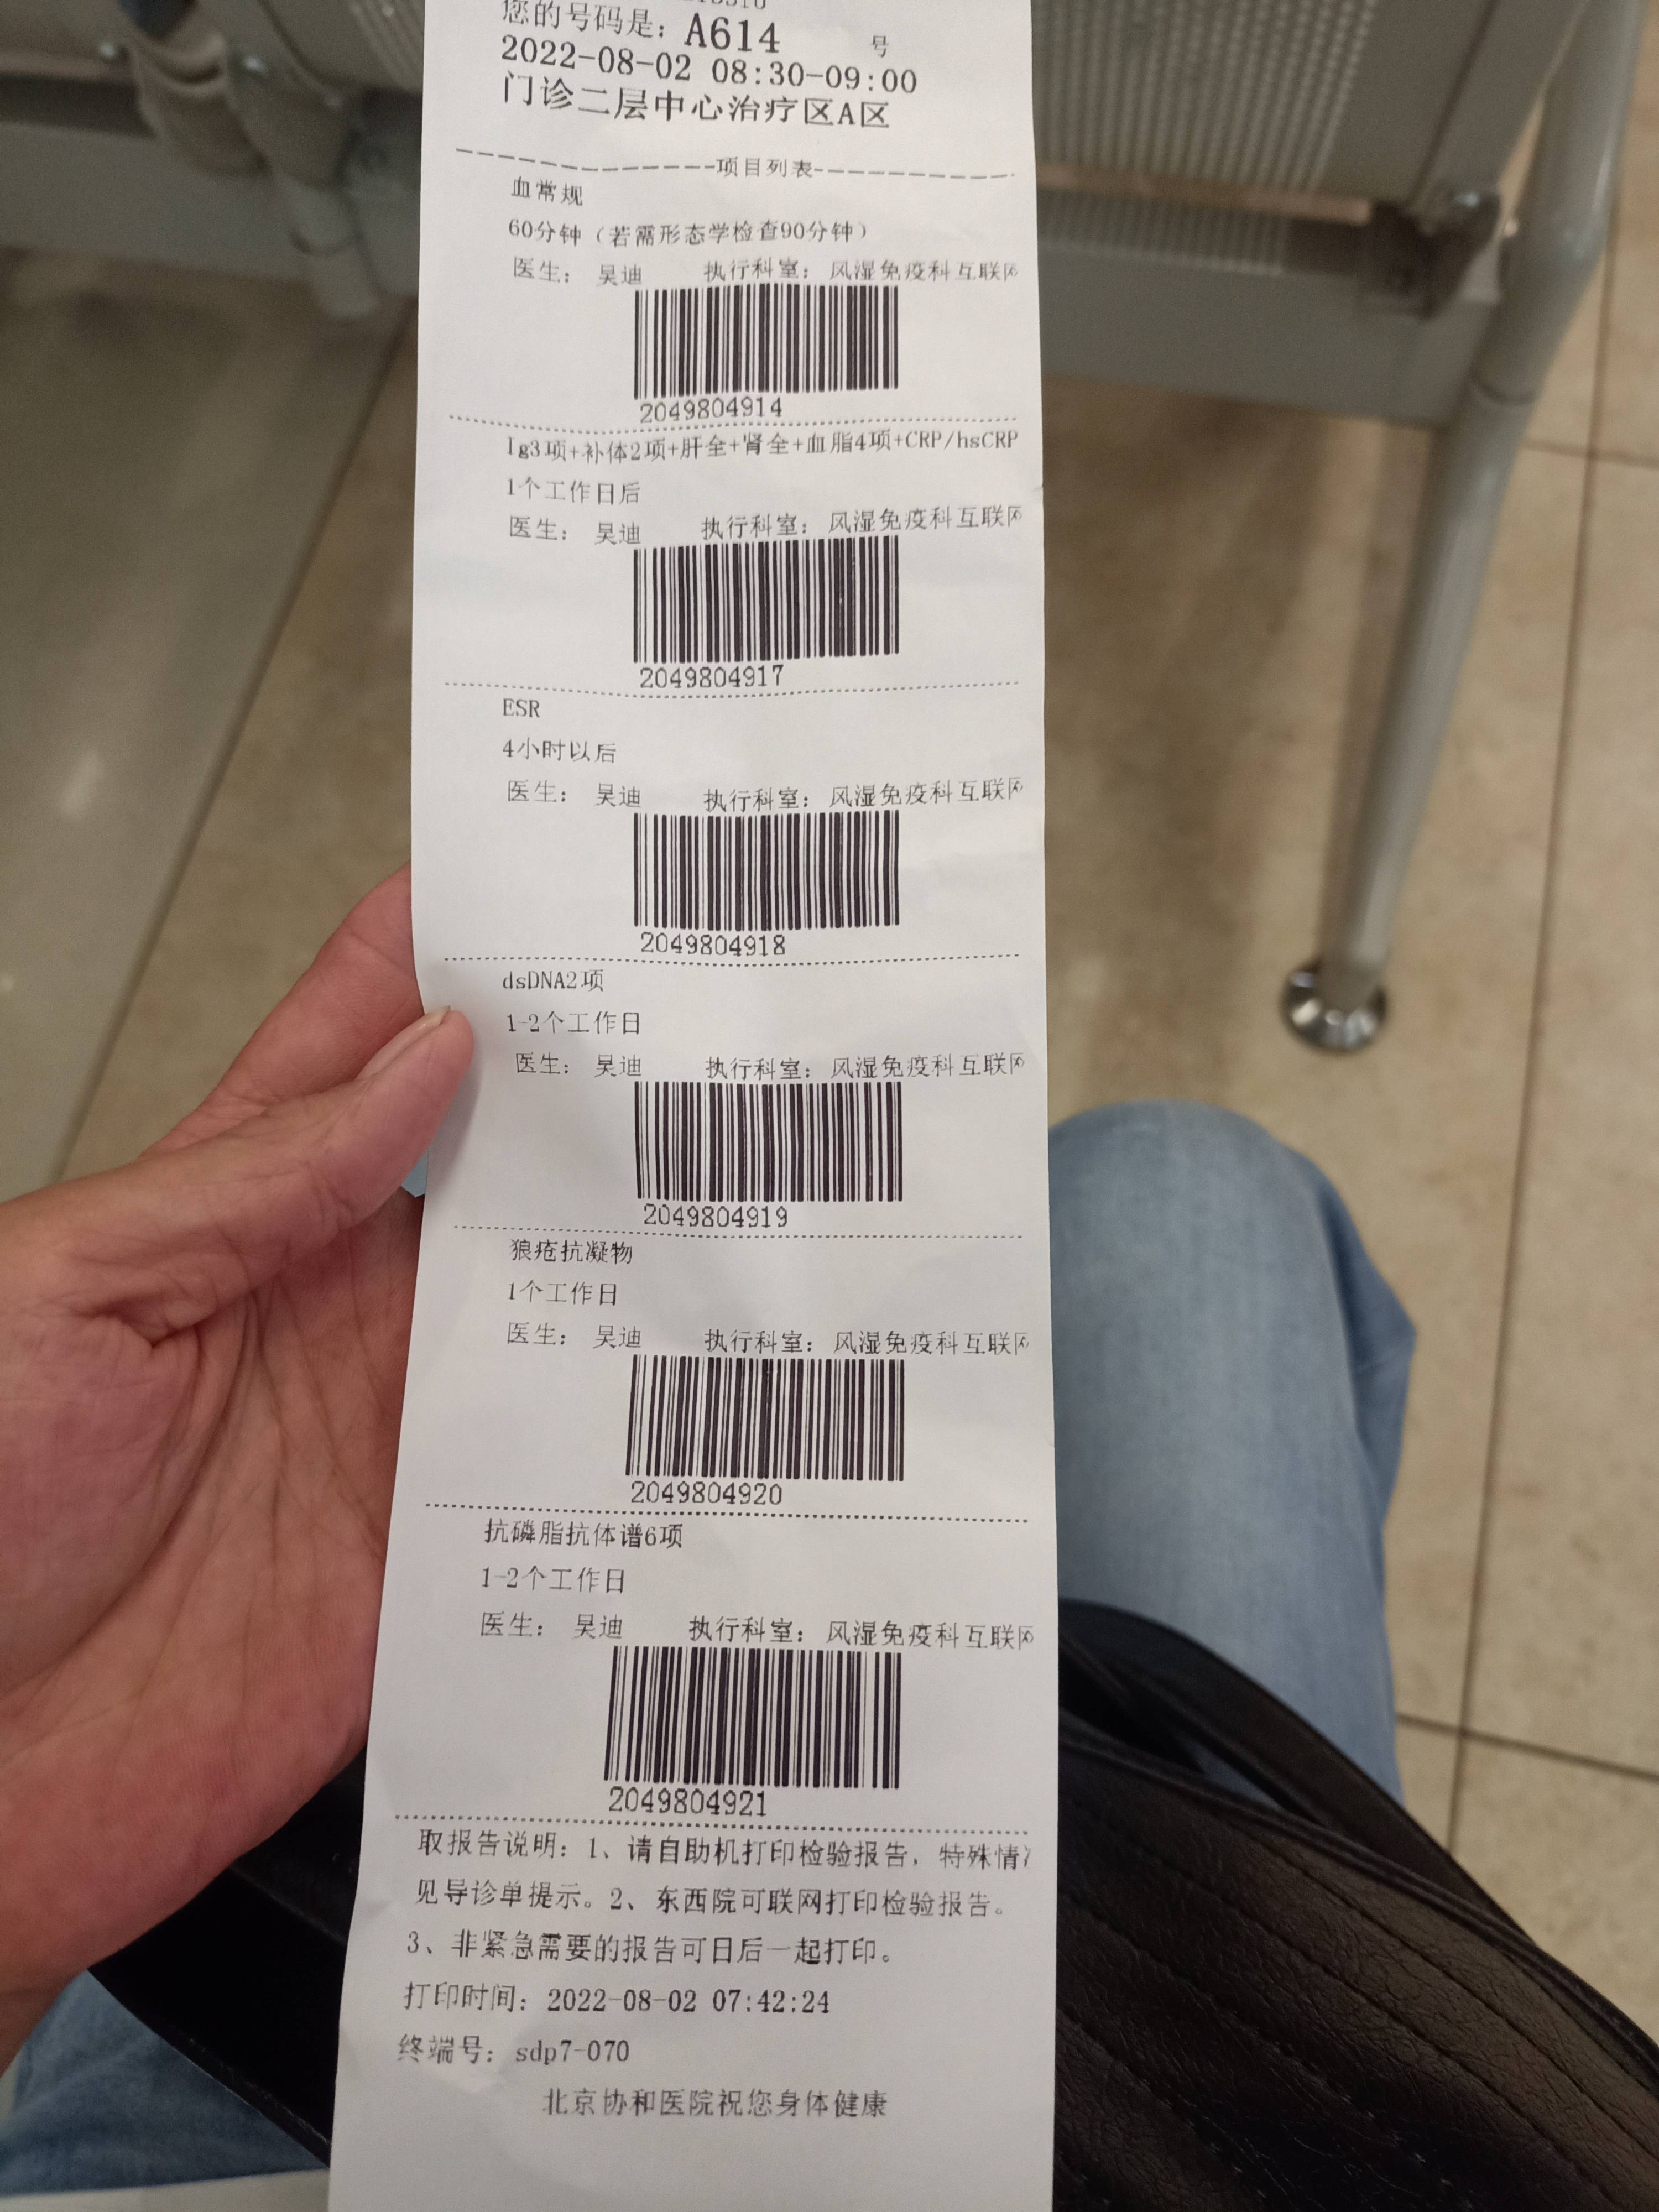 您的号码是： A614 号
2022-08-02 08:30-09:00
门诊二层中心治疗区A区
项目列表
血常规
60分钟（若需形态学检查90分钟）
医生： 吴迪 执行科室： 风湿免疫科互联
2049804914
Ig3项+补体2项+肝全+肾全+血脂4项+CRP/hsCRP
1个工作日后
医生： 吴迪 执行科室： 风湿免疫科互联
2049804917
ESR
4小时以后
医生： 吴迪 执行科室： 风湿免疫科互联
2049804918
dsDNA2项
1-2个工作日
医生： 吴迪 执行科室： 风湿免疫科互联
2049804919
狼疮抗凝物
1个工作日
医生： 吴迪 执行科室： 风湿免疫科互联
2049804920
抗磷脂抗体谱6项
1-2个工作日
医生： 吴迪 执行科室： 风湿免疫科互联
2049804921
取报告说明：1、请自助机打印检验报告，特殊情
见导诊单提示。2、东西院可联网打印检验报告。
3、非紧急需要的报告可日后一起打印。
打印时间：2022-08-02 07:42:24
终端号：sdp7-070
北京协和医院祝您身体健康